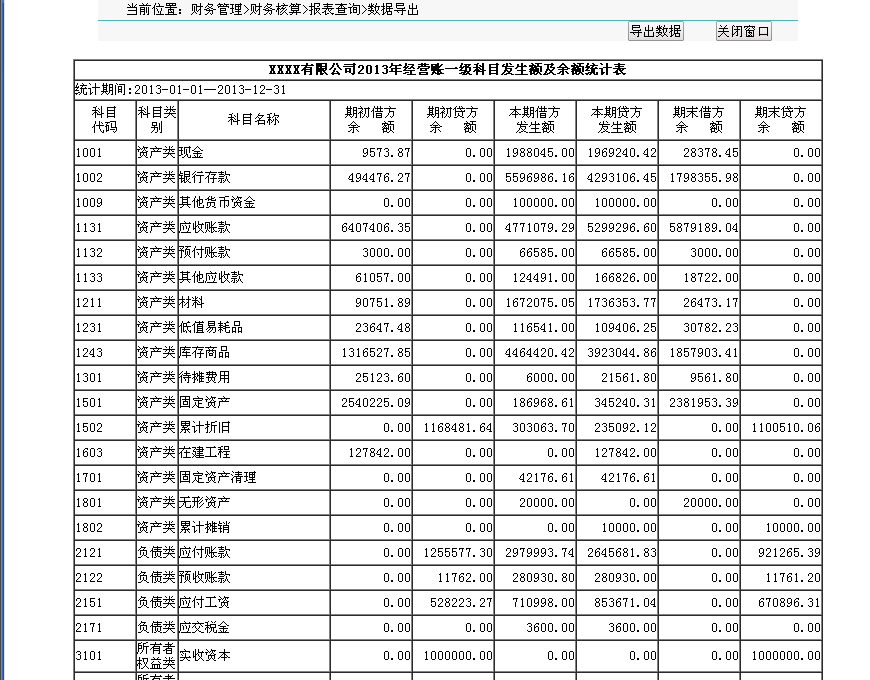 当前位置：财务管理>财务核算>报表查询>数据导出
导出数据 关闭窗口
XXXX有限公司2013年经营账一级科目发生额及余额统计表
统计期间:2013-01-01——2013-12-31
科目代码 科目类别 科目名称 期初借方余 额 期初贷方余 额 本期借方发生额 本期贷方发生额 期末借方余 额 期末贷方余 额
1001 资产类 现金 9573.87 0.00 1988045.00 1969240.42 28378.45 0.00
1002 资产类 银行存款 494476.27 0.00 5596986.16 4293106.45 1798355.98 0.00
1009 资产类 其他货币资金 0.00 0.00 100000.00 100000.00 0.00 0.00
1131 资产类 应收账款 6407406.35 0.00 4771079.29 5299296.60 5879189.04 0.00
1132 资产类 预付账款 3000.00 0.00 66585.00 66585.00 3000.00 0.00
1133 资产类 其他应收款 61057.00 0.00 124491.00 166826.00 18722.00 0.00
1211 资产类 材料 90751.89 0.00 1672075.05 1736353.77 26473.17 0.00
1231 资产类 低值易耗品 23647.48 0.00 116541.00 109406.25 30782.23 0.00
1243 资产类 库存商品 1316527.85 0.00 4464420.42 3923044.86 1857903.41 0.00
1301 资产类 待摊费用 25123.60 0.00 6000.00 21561.80 9561.80 0.00
1501 资产类 固定资产 2540225.09 0.00 186968.61 345240.31 2381953.39 0.00
1502 资产类 累计折旧 0.00 1168481.64 303063.70 235092.12 0.00 1100510.06
1603 资产类 在建工程 127842.00 0.00 0.00 127842.00 0.00 0.00
1701 资产类 固定资产清理 0.00 0.00 42176.61 42176.61 0.00 0.00
1801 资产类 无形资产 0.00 0.00 20000.00 0.00 20000.00 0.00
1802 资产类 累计摊销 0.00 0.00 0.00 10000.00 0.00 10000.00
2121 负债类 应付账款 0.00 1255577.30 2979993.74 2645681.83 0.00 921265.39
2122 负债类 预收账款 0.00 11762.00 280930.80 280930.00 0.00 11761.20
2151 负债类 应付工资 0.00 528223.27 710998.00 853671.04 0.00 670896.31
2171 负债类 应交税金 0.00 0.00 3600.00 3600.00 0.00 0.00
3101 所有者权益类 实收资本 0.00 1000000.00 0.00 0.00 0.00 1000000.00
所有者